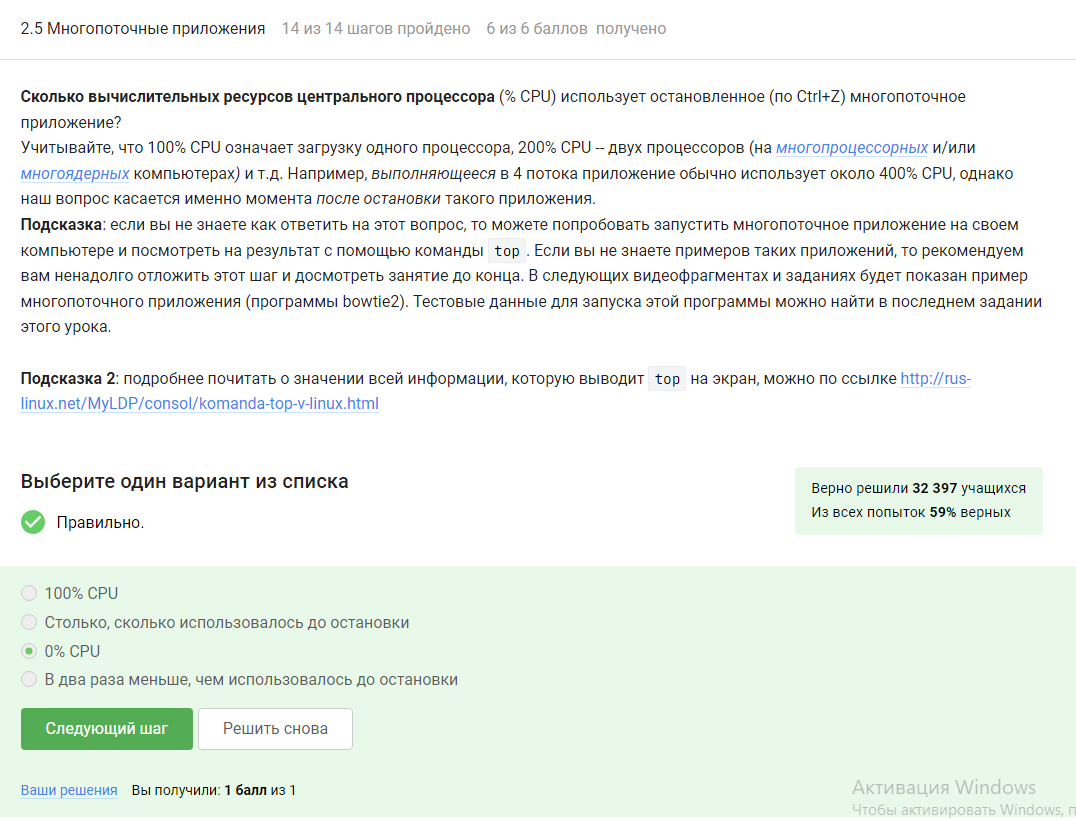 2.5 Многопоточные приложения 14 из 14 шагов пройдено 6 из 6 баллов получено
Сколько вычислительных ресурсов центрального процессора (% CPU) использует остановленное (по Ctrl+Z) многопоточное
приложение?
Учитывайте, что 100% CPU означает загрузку одного процессора, 200% CPU -- двух процессоров (на многопроцессорных и/или
многоядерных компьютерах) и т.д. Например, выполняющееся в 4 потока приложение обычно использует около 400% CPU, однако
наш вопрос касается именно момента после остановки такого приложения.
Подсказка: если вы не знаете как ответить на этот вопрос, то можете попробовать запустить многопоточное приложение на своем
компьютере и посмотреть на результат с помощью команды top. Если вы не знаете примеров таких приложений, то рекомендуем
вам ненадолго отложить этот шаг и досмотреть занятие до конца. В следующих видеофрагментах и заданиях будет показан пример
многопоточного приложения (программы bowtie2). Тестовые данные для запуска этой программы можно найти в последнем задании
этого урока.
Подсказка 2: подробнее почитать о значении всей информации, которую выводит top на экран, можно по ссылке http://rus-
linux.net/MyLDP/consol/komanda-top-v-linux.html
Выберите один вариант из списка
Правильно.
Верно решили 32 397 учащихся
Из всех попыток 59% верных
100% CPU
Столько, сколько использовалось до остановки
0% CPU
В два раза меньше, чем использовалось до остановки
Следующий шаг Решить снова
Ваши решения Вы получили: 1 балл из 1
Активация Windows
Чтобы активировать Windows, п